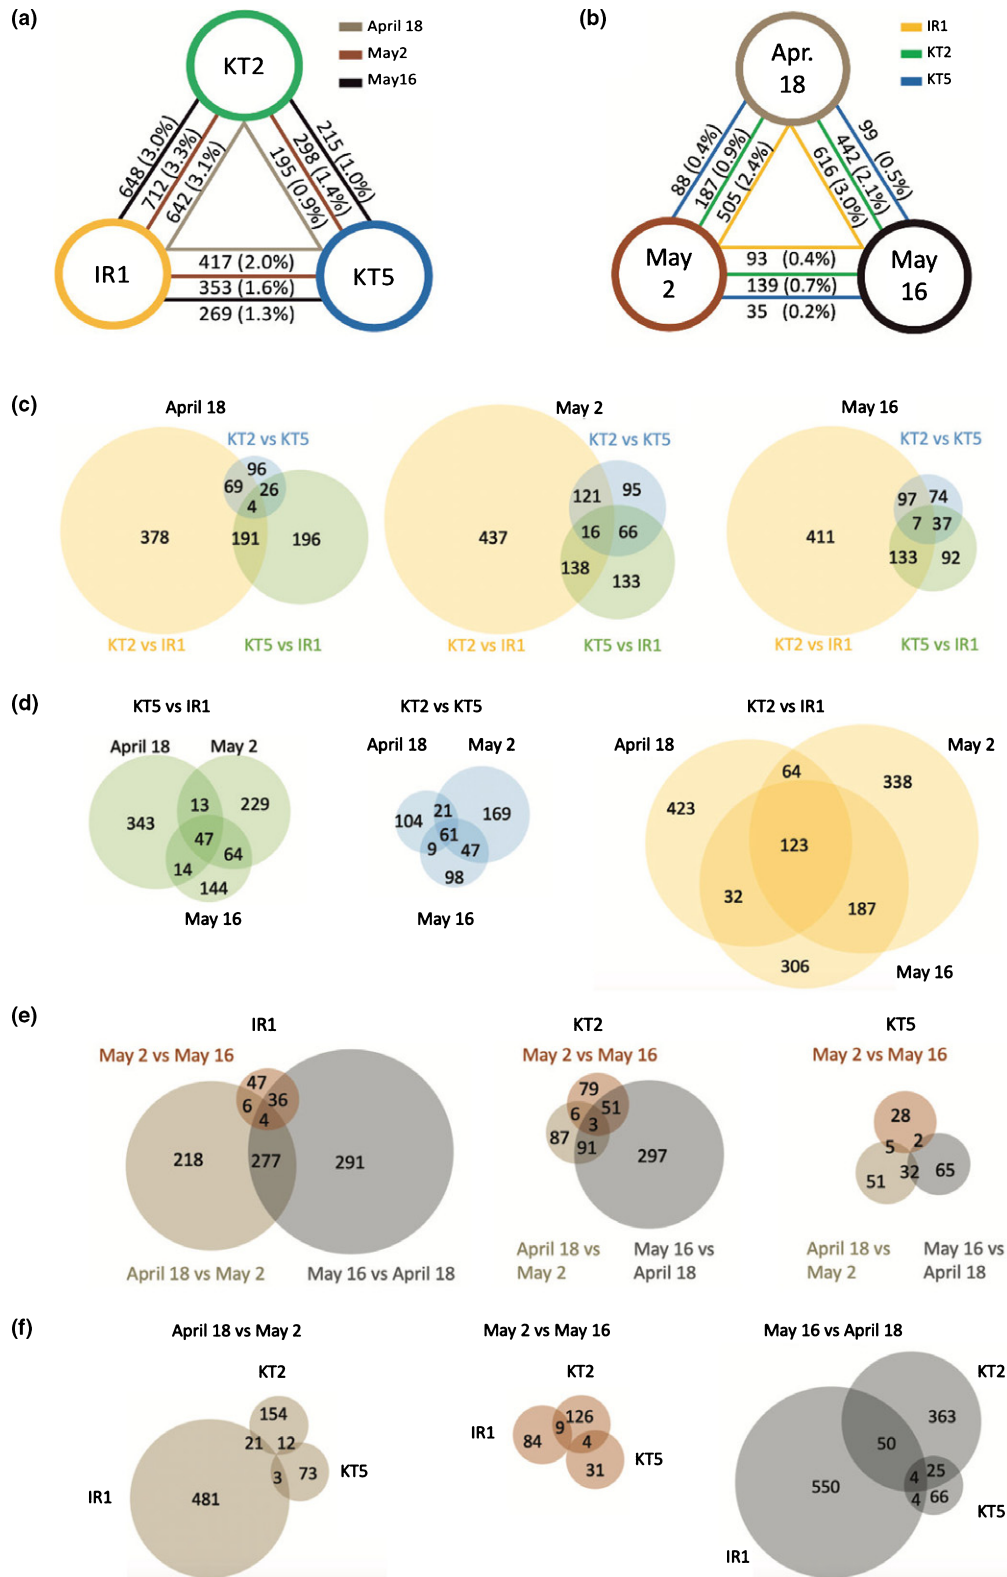 (a)
KT2
April 18
May2
May16
648 (3.0%)
712 (3.3%)
642 (3.1%)
215 (1.0%)
298 (1.4%)
195 (0.9%)
IR1
KT5
417 (2.0%)
353 (1.6%)
269 (1.3%)
(b)
Apr.
18
IR1
KT2
KT5
88 (0.4%)
187 (0.9%)
505 (2.4%)
99 (0.5%)
442 (2.1%)
616 (3.0%)
May
2
May
16
93 (0.4%)
139 (0.7%)
35 (0.2%)
(c)
April 18
KT2 vs KT5
96
69
26
4
378
191
196
KT2 vs IR1
KT5 vs IR1
May 2
KT2 vs KT5
121
95
437
16
66
138
133
KT2 vs IR1
KT5 vs IR1
May 16
KT2 vs KT5
97
74
411
7
37
133
92
KT2 vs IR1
KT5 vs IR1
(d)
KT5 vs IR1
April 18
May 2
13
229
343
47
64
14
144
May 16
KT2 vs KT5
April 18
May 2
104
21
169
61
9
47
98
May 16
KT2 vs IR1
April 18
May 2
64
423
338
123
32
187
306
May 16
(e)
IR1
May 2 vs May 16
47
6
36
4
218
277
291
April 18 vs May 2
May 16 vs April 18
KT2
May 2 vs May 16
79
6
51
3
87
91
297
April 18 vs
May 2
May 16 vs
April 18
KT5
May 2 vs May 16
28
5
2
51
32
65
April 18 vs
May 2
May 16 vs
April 18
(f)
April 18 vs May 2
KT2
154
21
12
3
73
KT5
IR1
481
May 2 vs May 16
KT2
126
IR1
9
84
4
KT5
31
May 16 vs April 18
KT2
363
50
25
4
550
4
66
KT5
IR1